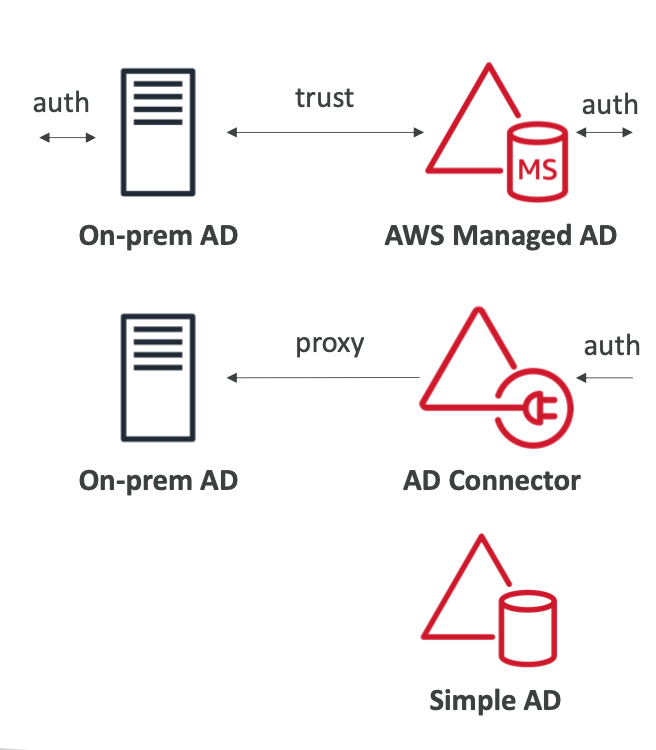 auth
trust
auth
MS
On-prem AD
AWS Managed AD
proxy
auth
On-prem AD
AD Connector
Simple AD